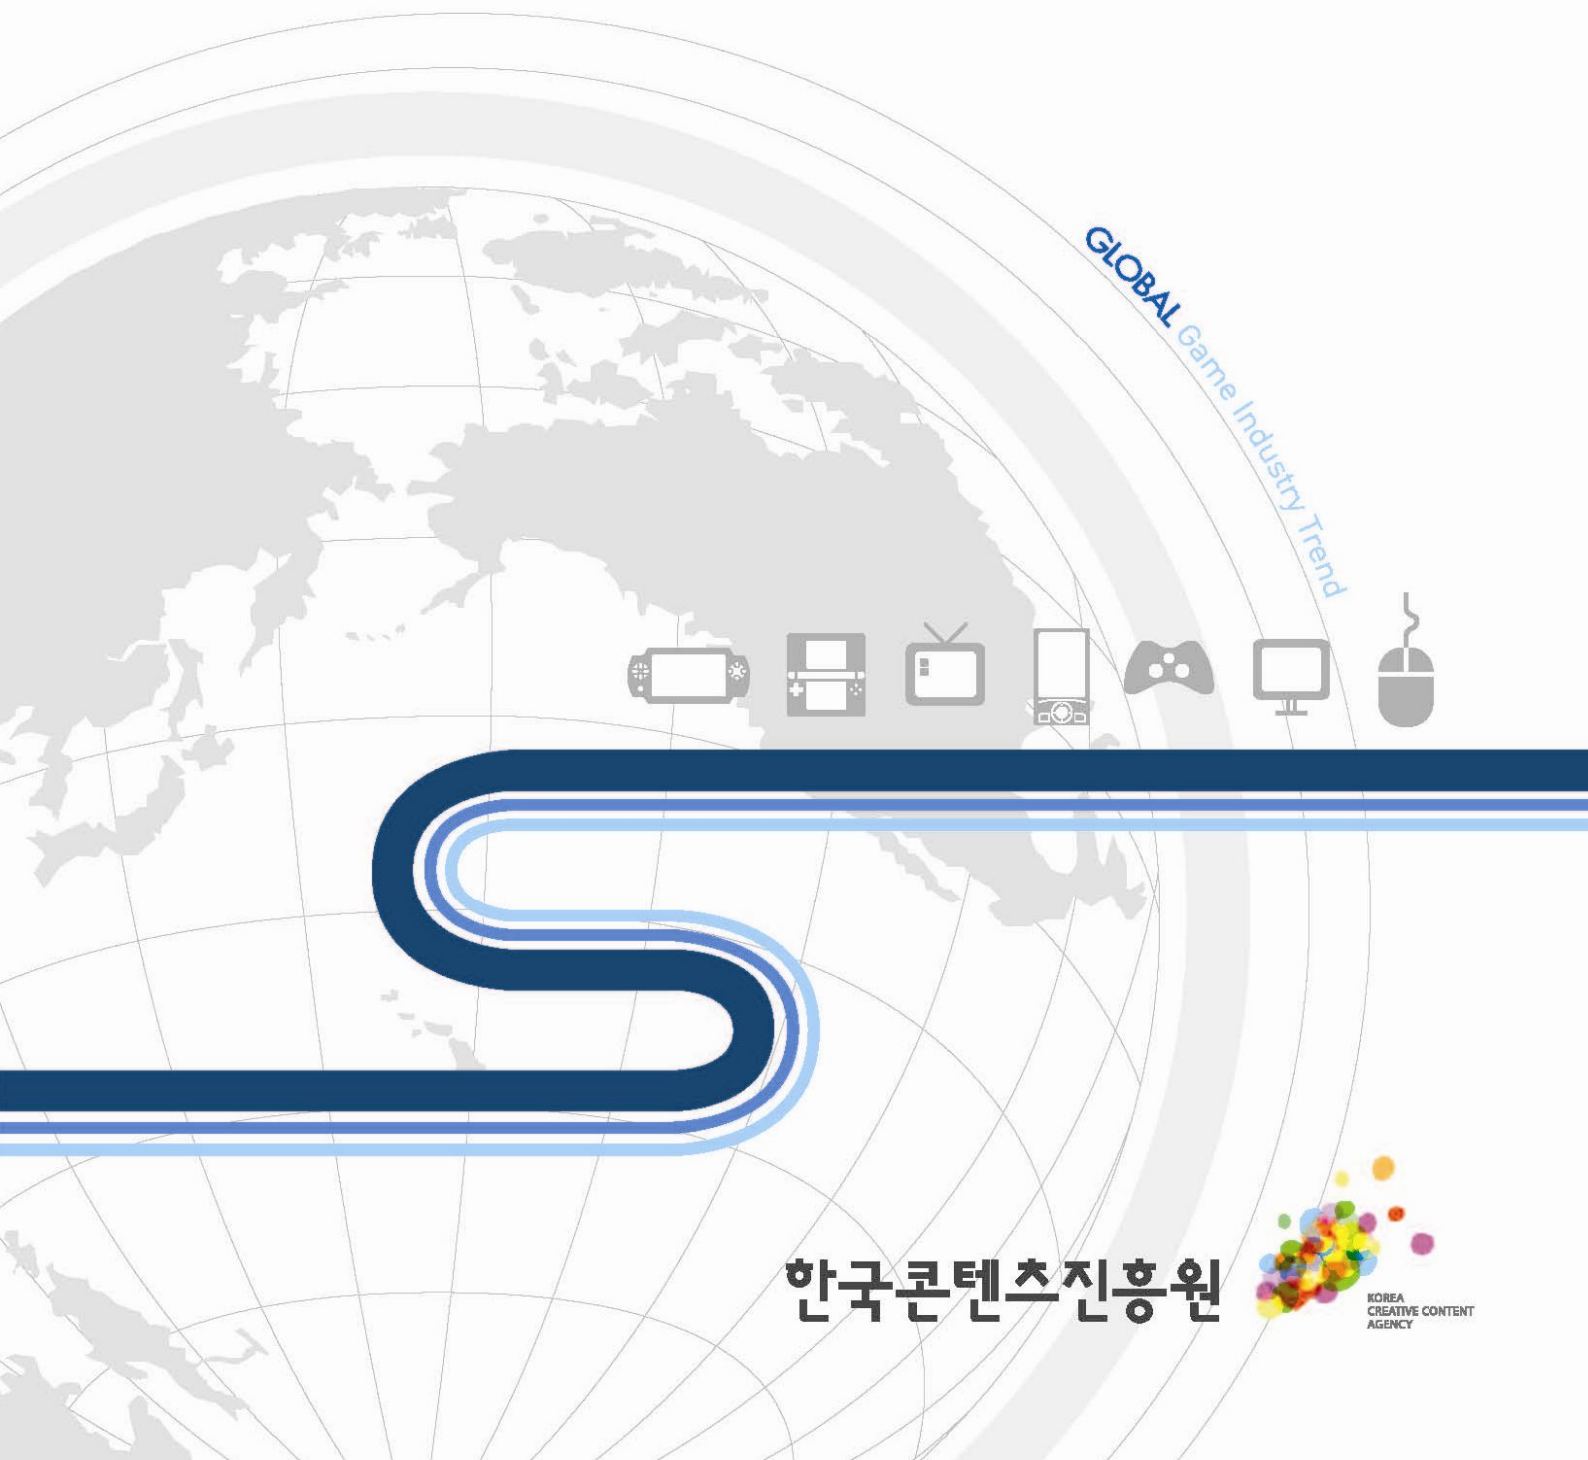 GLOBAL Game Industry Trend
한국콘텐츠진흥원
KOREA
CREATIVE CONTENT
AGENCY